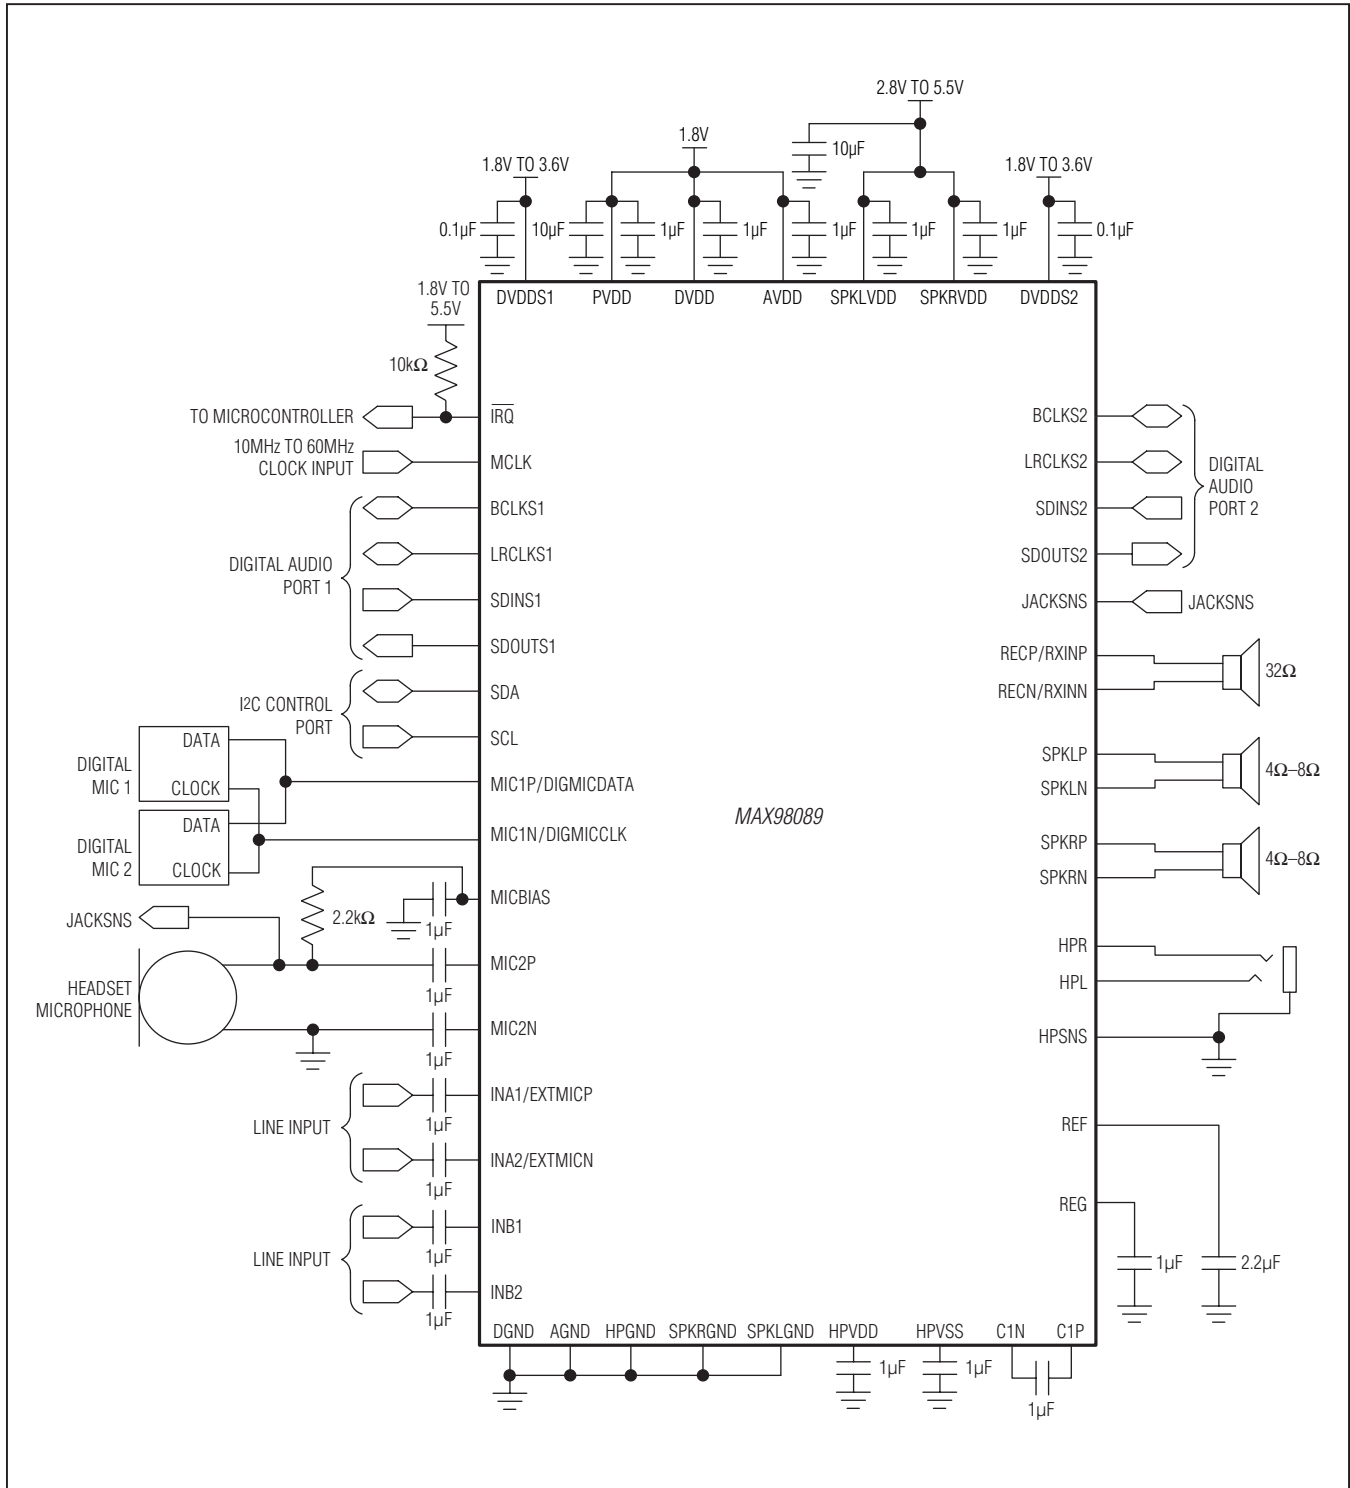 2.8V TO 5.5V
1.8V
10µF
1.8V TO 3.6V
1.8V TO 3.6V
0.1µF
10µF
1µF
1µF
1µF
1µF
1µF
0.1µF
1.8V TO
5.5V
DVDDS1
PVDD
DVDD
AVDD
SPKLVDD
SPKRVDD
DVDDS2
10kΩ
TO MICROCONTROLLER
IRQ
10MHz TO 60MHz
CLOCK INPUT
MCLK
BCLKS1
LRCLKS1
DIGITAL AUDIO
PORT 1
SDINS1
SDOUTS1
SDA
I²C CONTROL
PORT
SCL
DIGITAL
MIC 1
DATA
CLOCK
MIC1P/DIGMICDATA
DIGITAL
MIC 2
DATA
CLOCK
MIC1N/DIGMICCLK
MICBIAS
1µF
2.2kΩ
JACKSNS
MIC2P
1µF
HEADSET
MICROPHONE
MIC2N
1µF
INA1/EXTMICP
1µF
LINE INPUT
INA2/EXTMICN
1µF
INB1
1µF
LINE INPUT
INB2
1µF
MAX98089
BCLKS2
LRCLKS2
SDINS2
SDOUTS2
DIGITAL
AUDIO
PORT 2
JACKSNS
JACKSNS
RECP/RXINP
RECN/RXINN
32Ω
SPKLP
SPKLN
4Ω–8Ω
SPKRP
SPKRN
4Ω–8Ω
HPR
HPL
HPSNS
REF
REG
1µF
2.2µF
DGND
AGND
HPGND
SPKRGND
SPKLGND
HPVDD
HPVSS
C1N
C1P
1µF
1µF
1µF